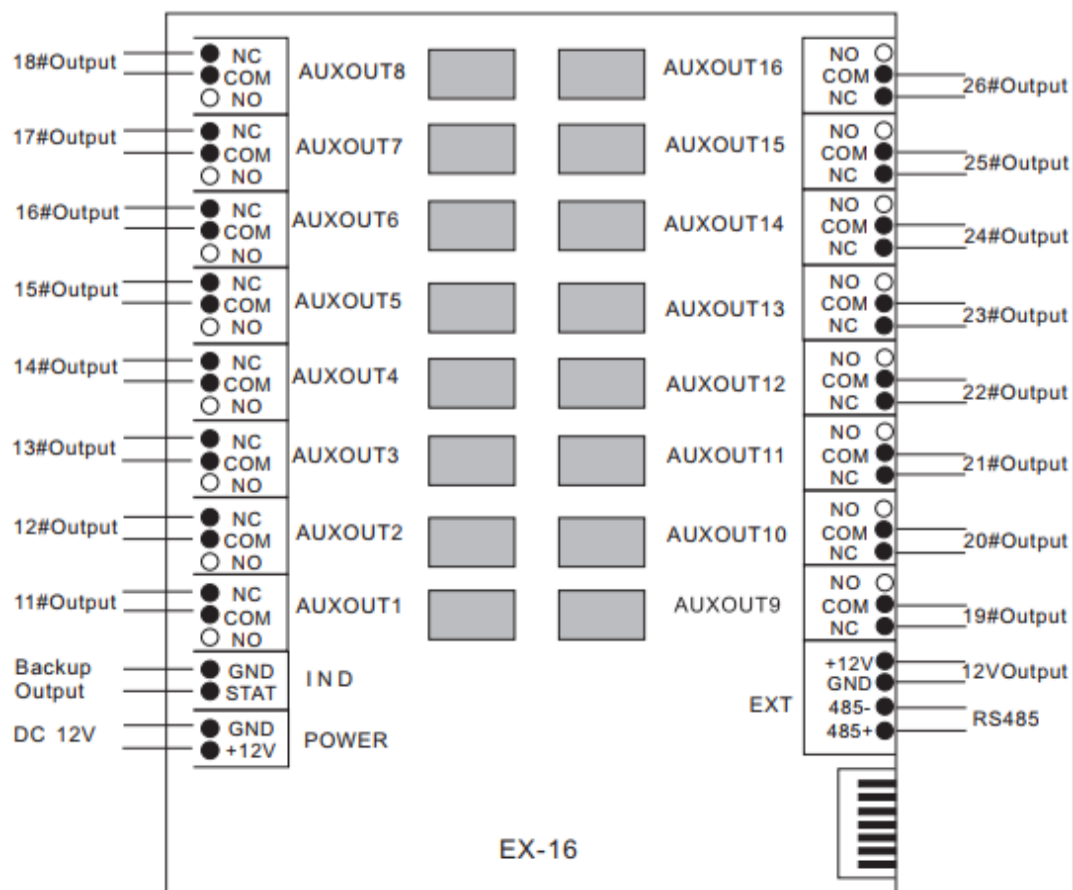 18#Output
NC
COM
NO
AUXOUT8
17#Output
NC
COM
NO
AUXOUT7
16#Output
NC
COM
NO
AUXOUT6
15#Output
NC
COM
NO
AUXOUT5
14#Output
NC
COM
NO
AUXOUT4
13#Output
NC
COM
NO
AUXOUT3
12#Output
NC
COM
NO
AUXOUT2
11#Output
NC
COM
NO
AUXOUT1
Backup
Output
GND
STAT
IND
DC 12V
GND
+12V
POWER
AUXOUT16
NO
COM
NC
26#Output
AUXOUT15
NO
COM
NC
25#Output
AUXOUT14
NO
COM
NC
24#Output
AUXOUT13
NO
COM
NC
23#Output
AUXOUT12
NO
COM
NC
22#Output
AUXOUT11
NO
COM
NC
21#Output
AUXOUT10
NO
COM
NC
20#Output
AUXOUT9
NO
COM
NC
19#Output
EXT
+12V
GND
485-
485+
12VOutput
RS485
EX-16